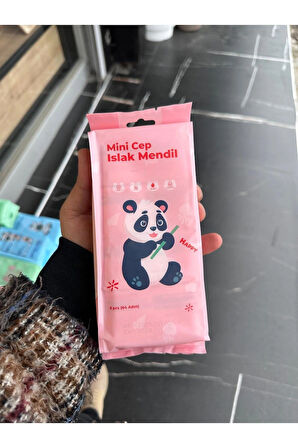 Mini Cep
Islak Mendil
HAPPY